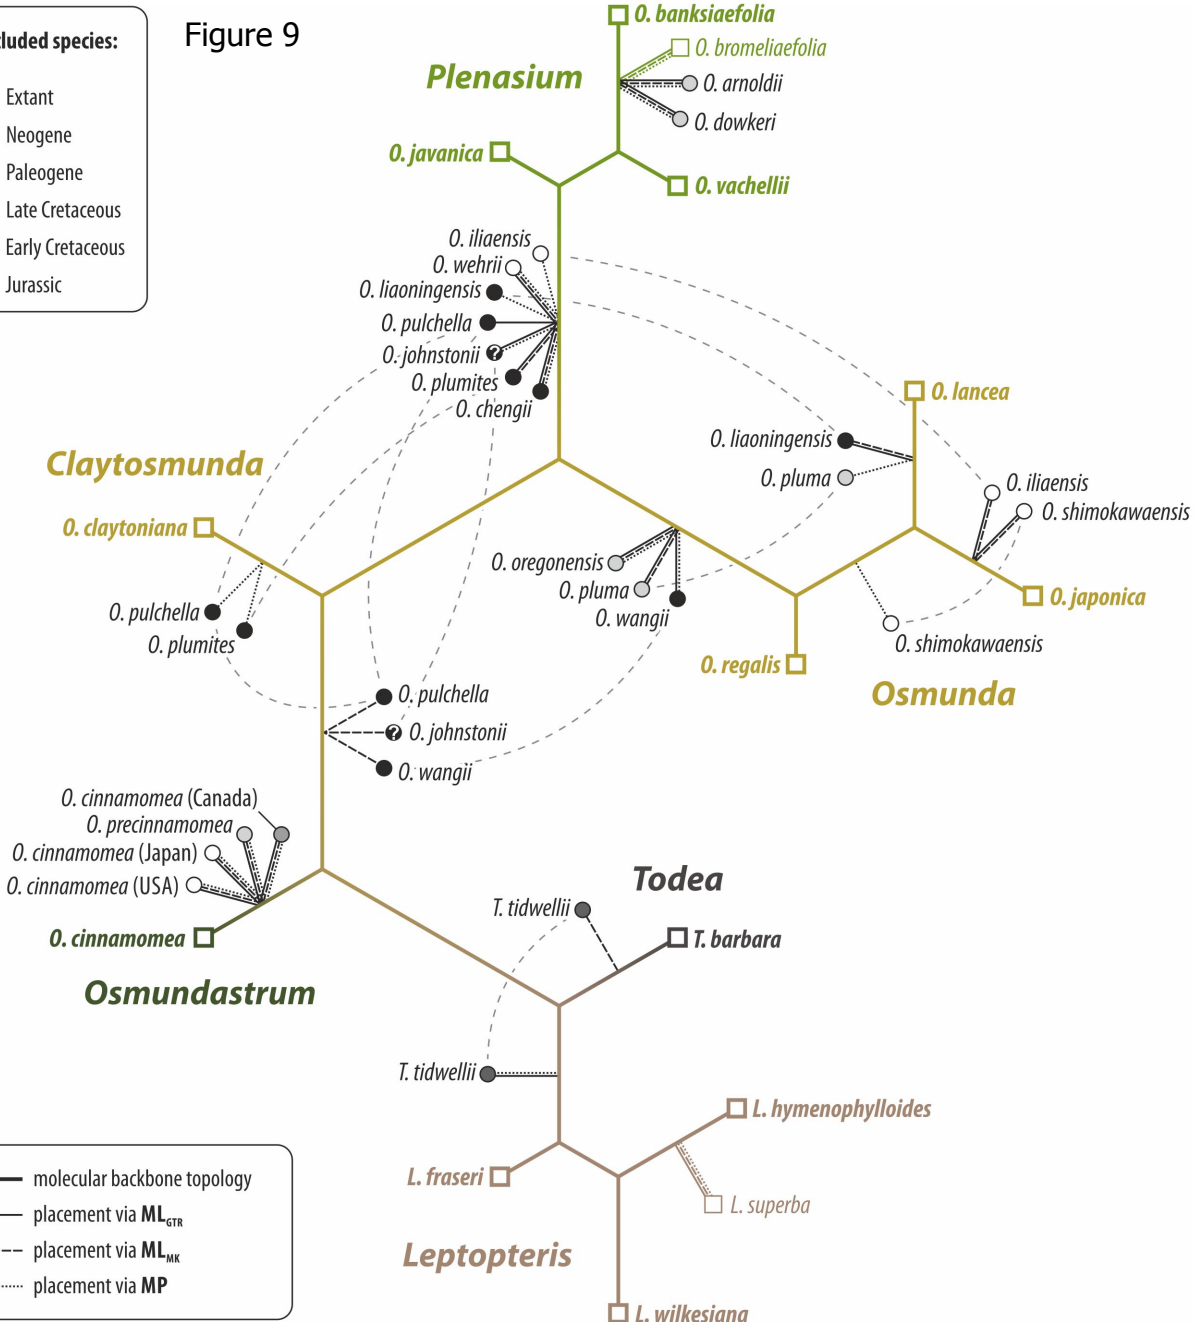 Figure 9
cluded species:
Extant
Neogene
Paleogene
Late Cretaceous
Early Cretaceous
Jurassic
O. banksiaefolia
O. bromeliaefolia
Plenasium
O. arnoldii
O. dowkeri
O. javanica
O. vachellii
O. iliaensis
O. wehrii
O. liaoningensis
O. pulchella
O. johnstonii
?
O. plumites
O. chengii
O. lancea
O. liaoningensis
Claytosmunda
O. pluma
O. iliaensis
O. shimokawaensis
O. claytoniana
O. oregonensis
O. pluma
O. japonica
O. wangii
O. pulchella
O. plumites
O. shimokawaensis
O. regalis
Osmunda
O. pulchella
? O. johnstonii
O. wangii
O. cinnamomea (Canada)
O. precinnamomea
O. cinnamomea (Japan)
O. cinnamomea (USA)
Todea
T. tidwellii
O. cinnamomea
T. barbara
Osmundastrum
T. tidwellii
L. hymenophylloides
L. fraseri
L. superba
Leptopteris
L. wilkesiana
molecular backbone topology
placement via MLGTR
placement via MLMK
placement via MP